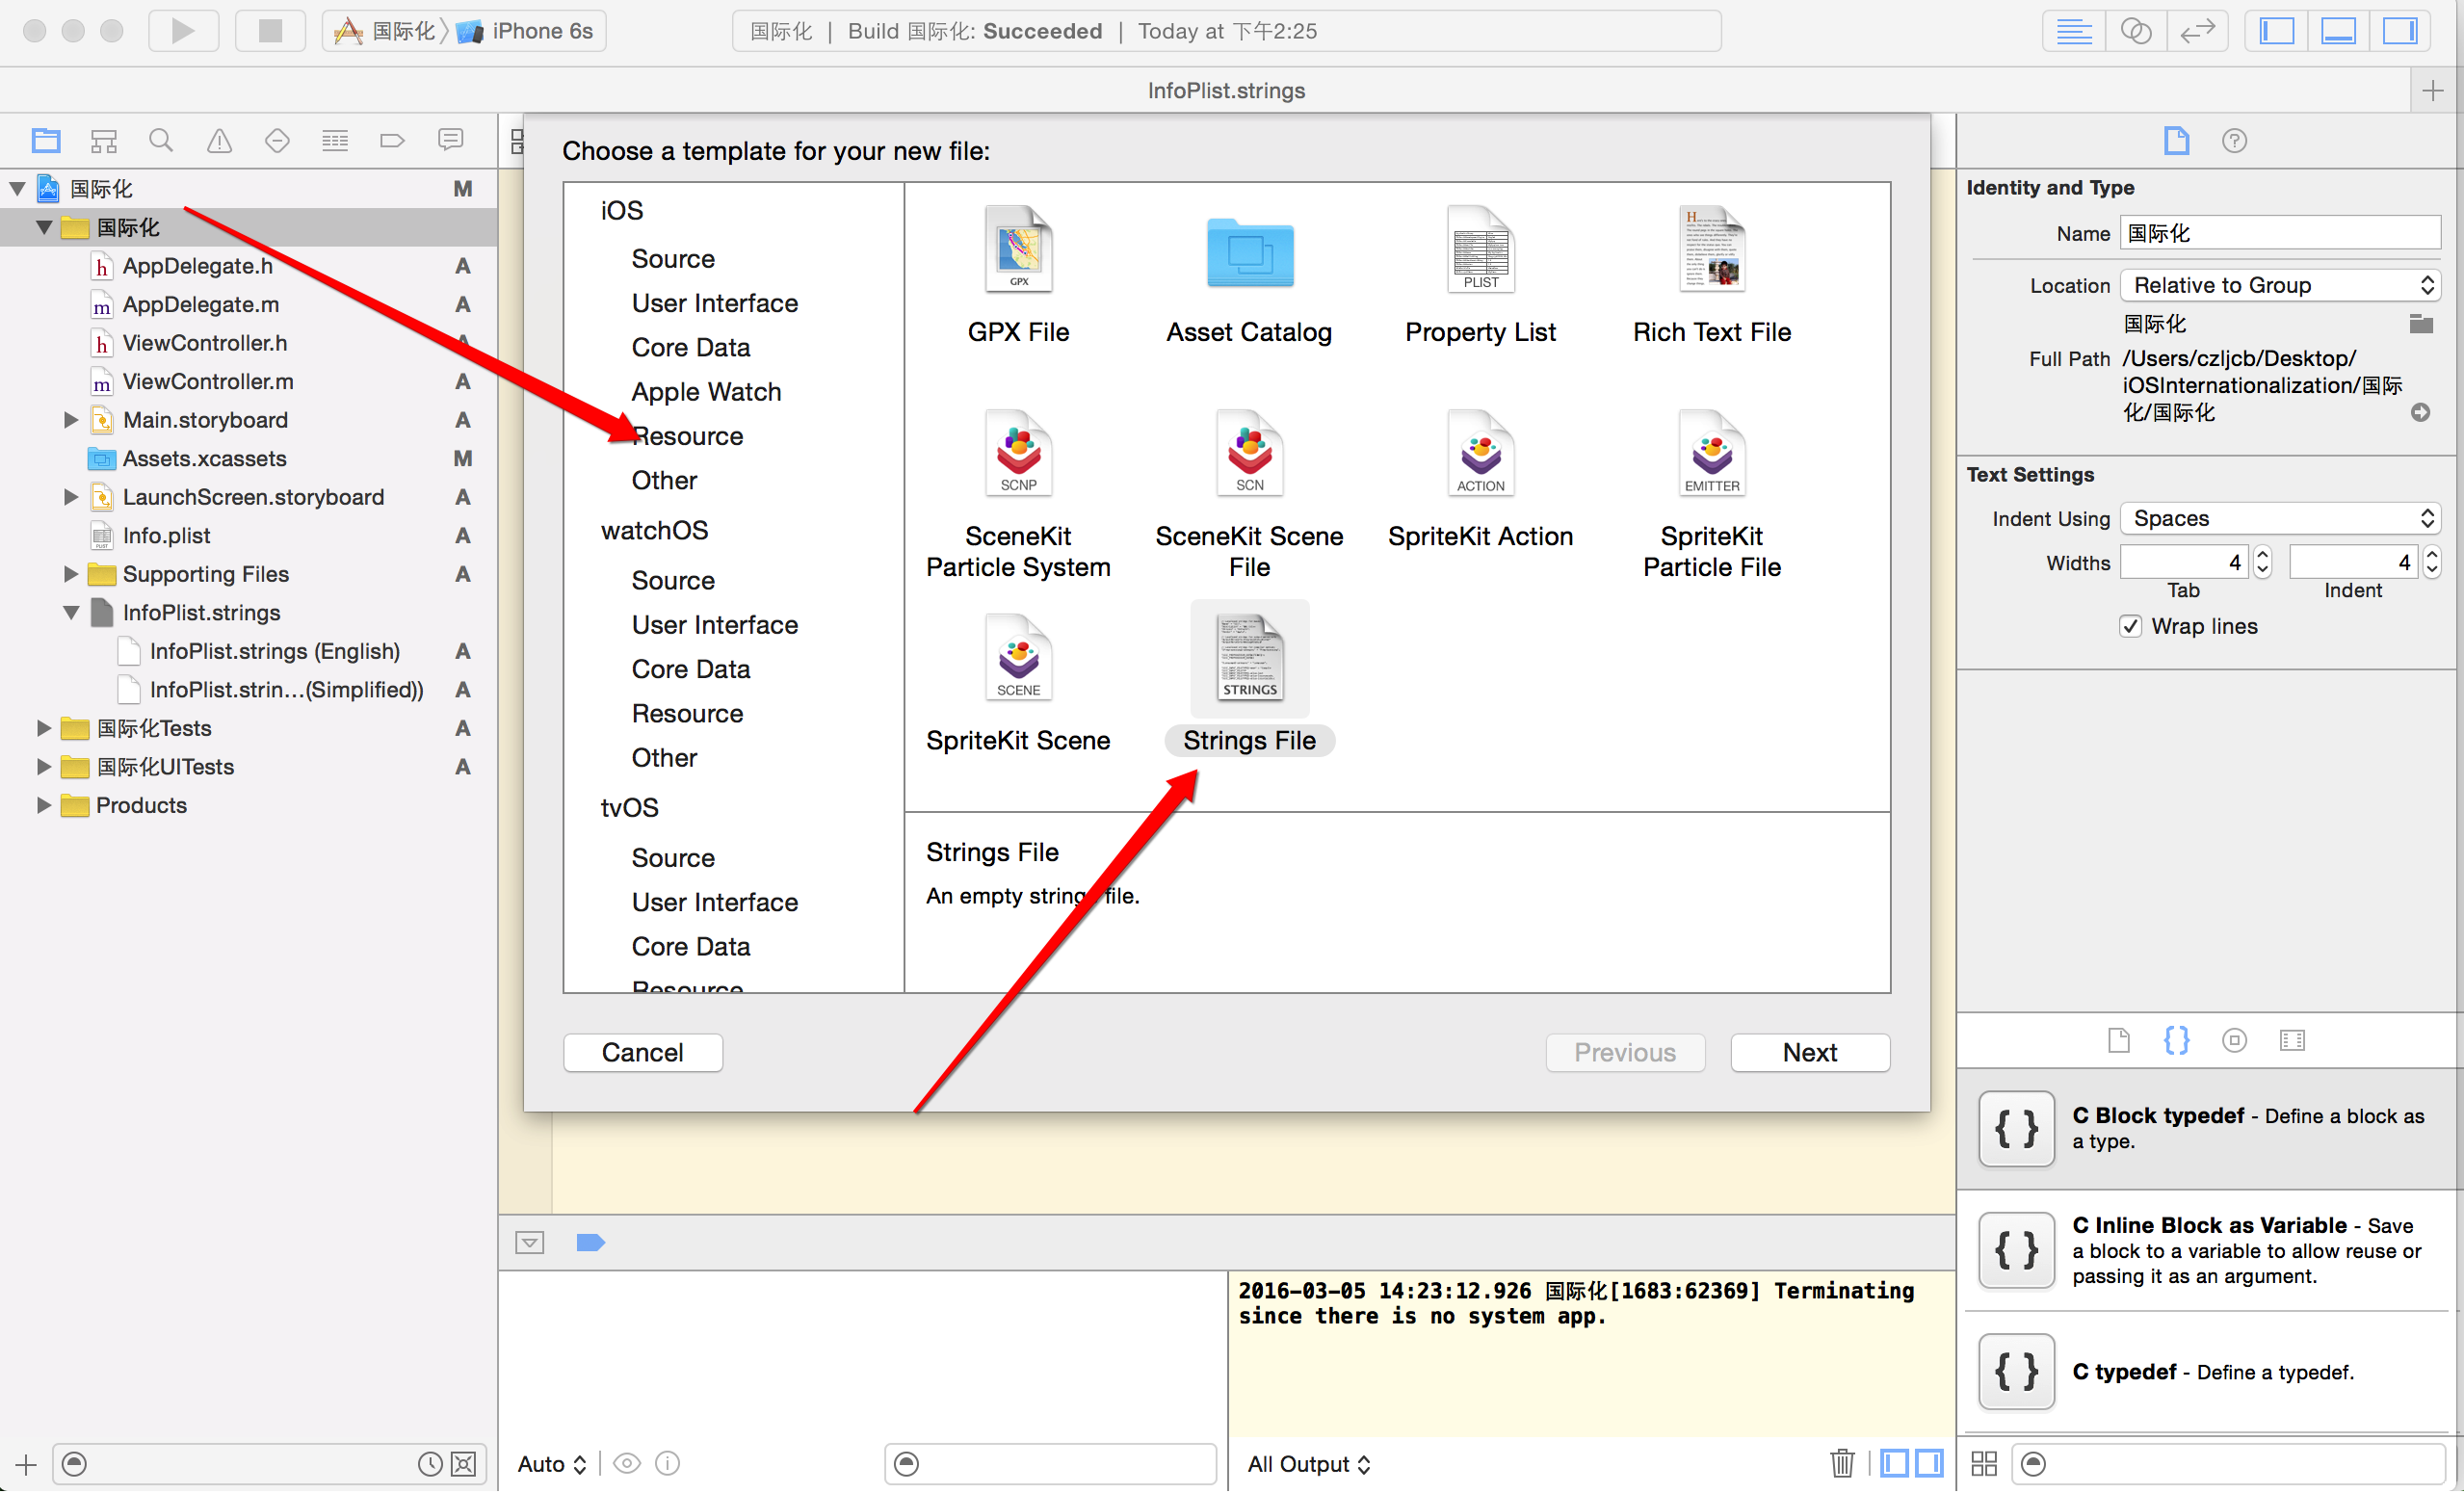 国际化
iPhone 6s
国际化 | Build 国际化: Succeeded | Today at 下午2:25
InfoPlist.strings
国际化 M
国际化
AppDelegate.h A
AppDelegate.m A
ViewController.h A
ViewController.m A
Main.storyboard A
Assets.xcassets M
LaunchScreen.storyboard A
Info.plist A
Supporting Files A
InfoPlist.strings
InfoPlist.strings (English) A
InfoPlist.strin…(Simplified)) A
国际化Tests A
国际化UITests A
Products
Choose a template for your new file:
iOS
Source
User Interface
Core Data
Apple Watch
Resource
Other
watchOS
Source
User Interface
Core Data
Resource
Other
tvOS
Source
User Interface
Core Data
Resource
GPX
GPX File
Asset Catalog
PLIST
Property List
Rich Text File
SCNP
SceneKit
Particle System
SCN
SceneKit Scene
File
ACTION
SpriteKit Action
EMITTER
SpriteKit
Particle File
SCENE
SpriteKit Scene
STRINGS
Strings File
Strings File
An empty strings file.
Cancel
Previous
Next
Identity and Type
Name 国际化
Location Relative to Group
国际化
Full Path /Users/czljcb/Desktop/
iOSInternationalization/国际
化/国际化
Text Settings
Indent Using Spaces
Widths 4 4
Tab Indent
Wrap lines
C Block typedef - Define a block as
a type.
C Inline Block as Variable - Save
a block to a variable to allow reuse or
passing it as an argument.
C typedef - Define a typedef.
2016-03-05 14:23:12.926 国际化[1683:62369] Terminating
since there is no system app.
Auto
All Output